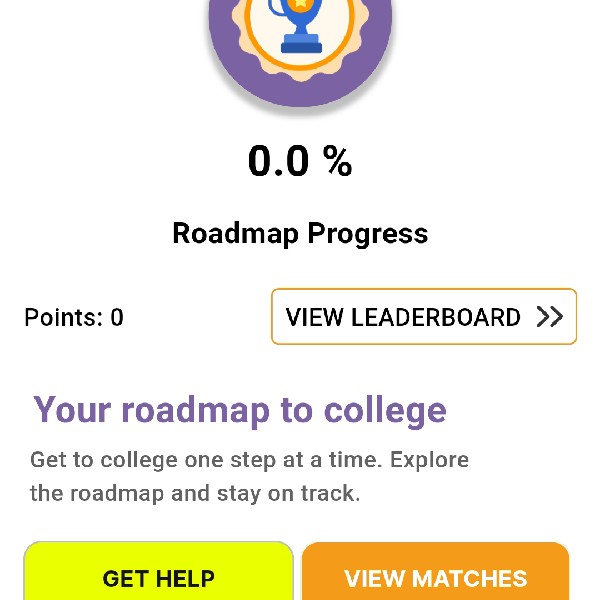 0.0 %
Roadmap Progress
Points: 0
VIEW LEADERBOARD
Your roadmap to college
Get to college one step at a time. Explore
the roadmap and stay on track.
GET HELP
VIEW MATCHES